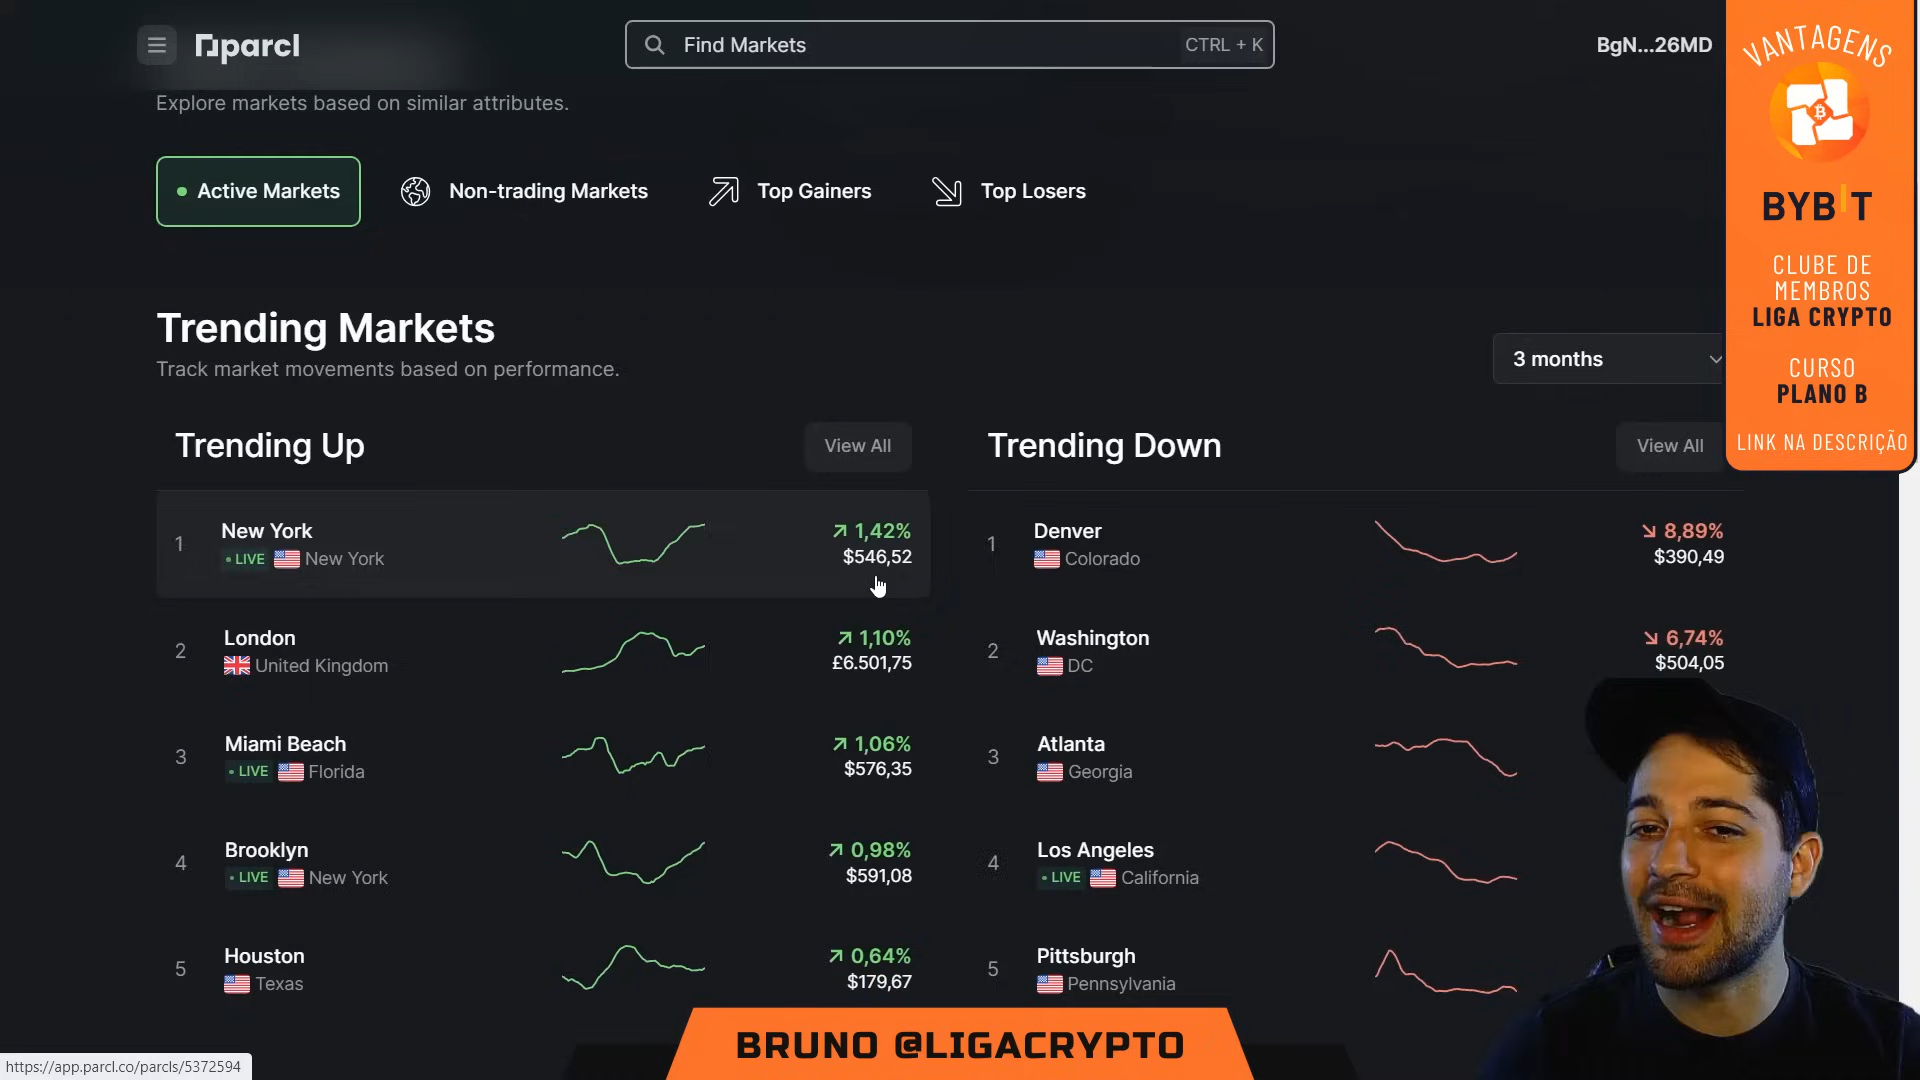 parcl
Find Markets
CTRL + K
BgN...26MD
Explore markets based on similar attributes.
Active Markets
Non-trading Markets
Top Gainers
Top Losers
Trending Markets
Track market movements based on performance.
3 months
Trending Up
View All
1
New York
LIVE New York
1,42%
$546,52
2
London
United Kingdom
1,10%
£6.501,75
3
Miami Beach
LIVE Florida
1,06%
$576,35
4
Brooklyn
LIVE New York
0,98%
$591,08
5
Houston
Texas
0,64%
$179,67
Trending Down
View All
1
Denver
Colorado
8,89%
$390,49
2
Washington
DC
6,74%
$504,05
3
Atlanta
Georgia
4
Los Angeles
LIVE California
5
Pittsburgh
Pennsylvania
VANTAGENS
BYBIT
CLUBE DE
MEMBROS
LIGA CRYPTO
CURSO
PLANO B
LINK NA DESCRIÇÃO
BRUNO @LIGACRYPTO
https://app.parcl.co/parcls/5372594